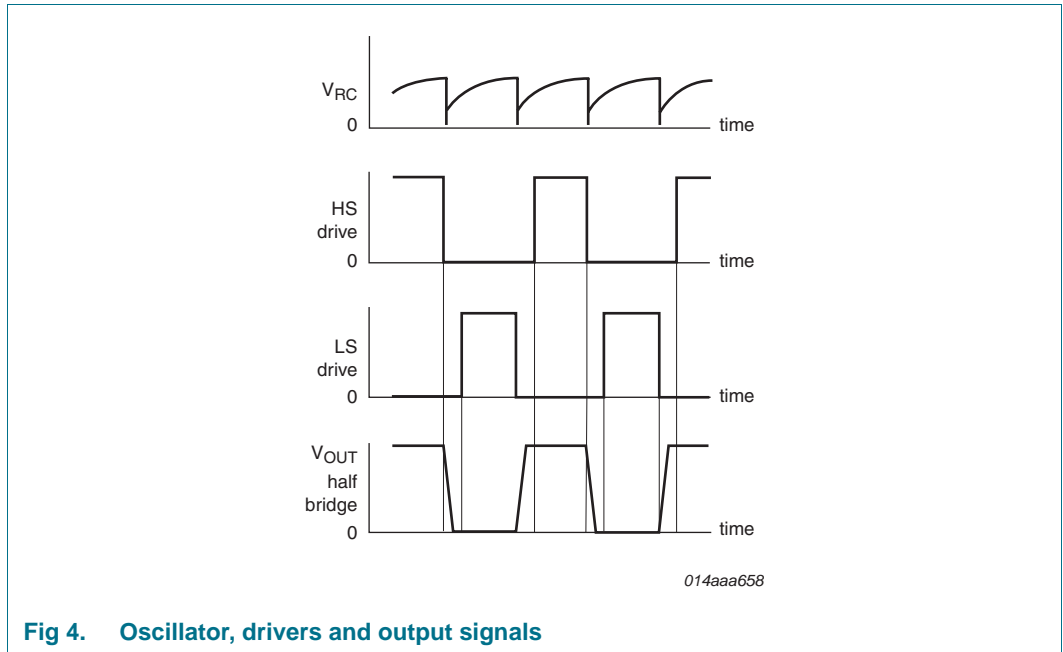 VRC
0
time
HS
drive
0
time
LS
drive
0
time
VOUT
half
bridge
0
time
014aaa658
Fig 4. Oscillator, drivers and output signals